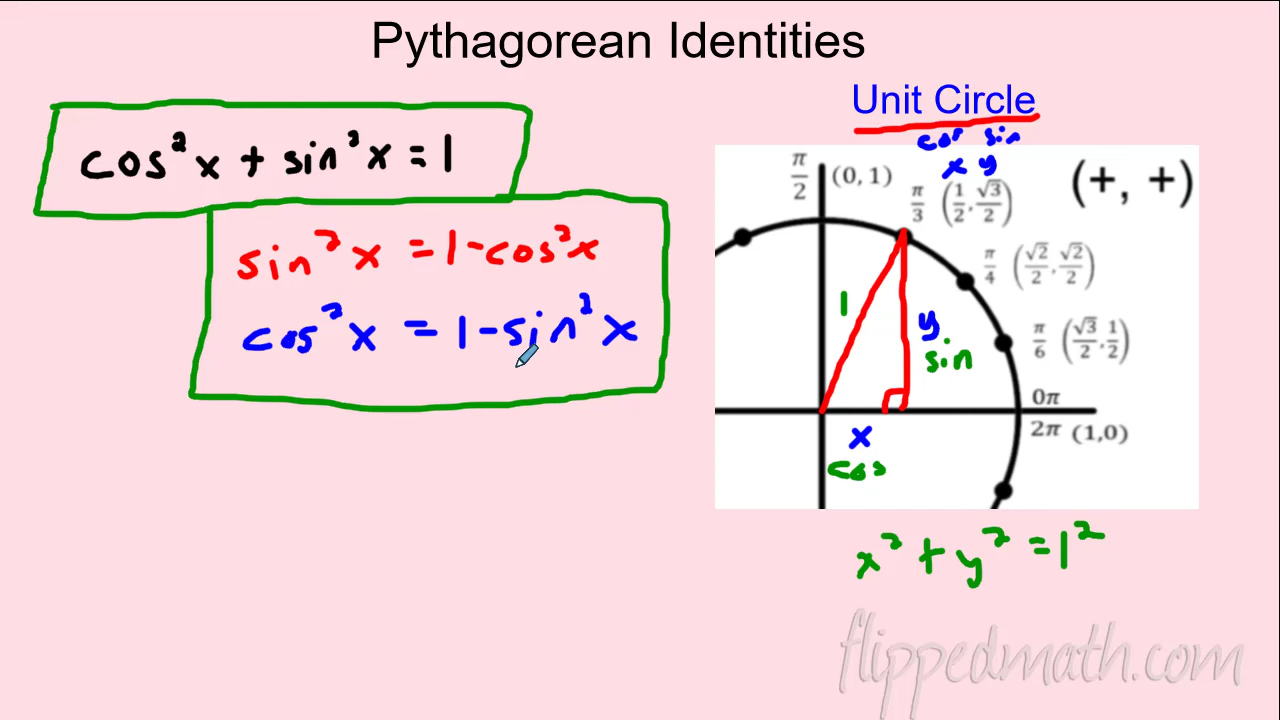 Pythagorean Identities
cos²x + sin²x = 1
sin²x = 1 - cos²x
cos²x = 1 - sin²x
Unit Circle
cos sin
x y
π/2 (0, 1)
π/3 (1/2, √3/2)
(+, +)
π/4 (√2/2, √2/2)
π/6 (√3/2, 1/2)
0π
2π (1,0)
1
y
sin
x
cos
x² + y² = 1²
flippedmath.com